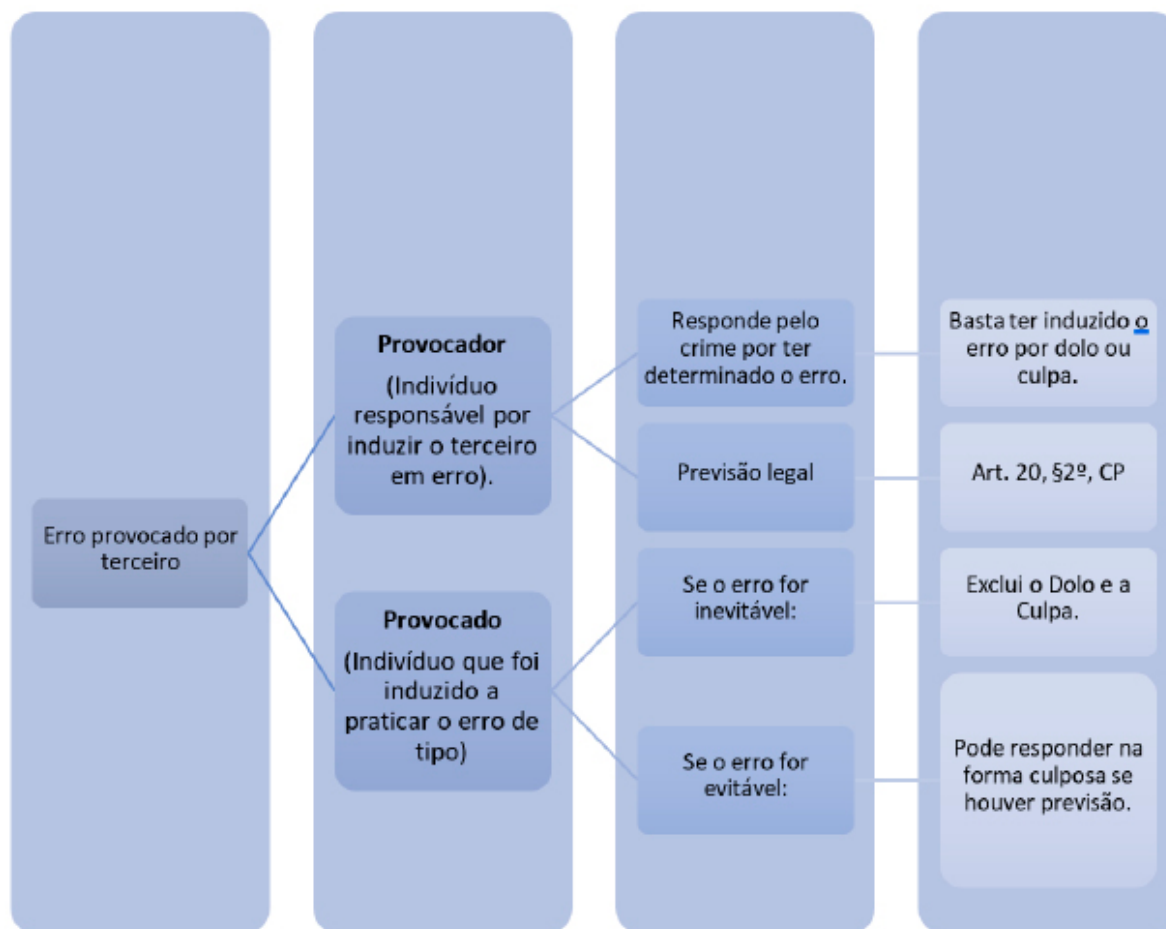 Erro provocado por
terceiro
Provocador
(Indivíduo
responsável por
induzir o terceiro
em erro).
Responde pelo
crime por ter
determinado o erro.
Basta ter induzido o
erro por dolo ou
culpa.
Previsão legal
Art. 20, §2º, CP
Provocado
(Indivíduo que foi
induzido a
praticar o erro de
tipo)
Se o erro for
inevitável:
Exclui o Dolo e a
Culpa.
Se o erro for
evitável:
Pode responder na
forma culposa se
houver previsão.